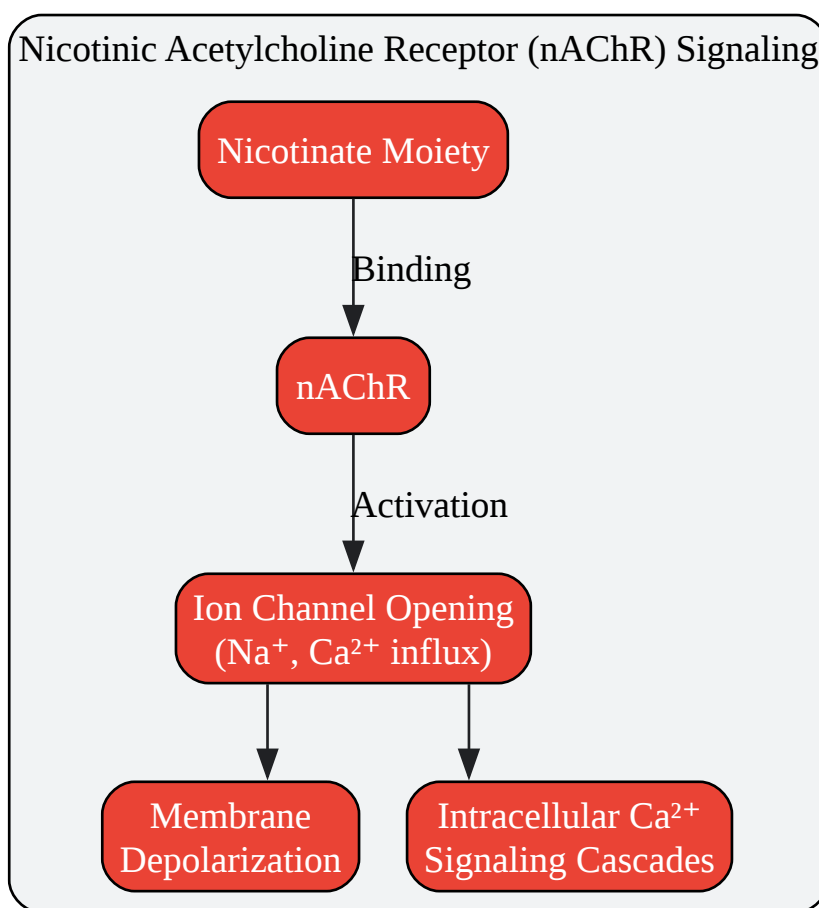 Nicotinic Acetylcholine Receptor (nAChR) Signaling
Nicotinate Moiety
Binding
nAChR
Activation
Ion Channel Opening
(Na⁺, Ca²⁺ influx)
Membrane
Depolarization
Intracellular Ca²⁺
Signaling Cascades